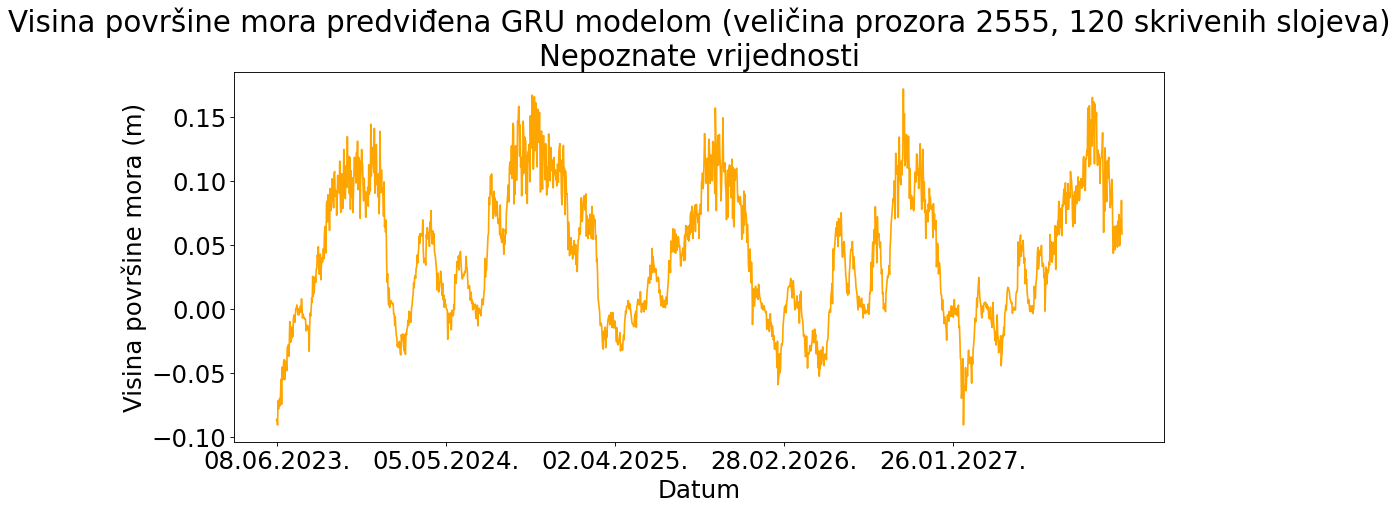 Visina površine mora predviđena GRU modelom (veličina prozora 2555, 120 skrivenih slojeva)
Nepoznate vrijednosti
Visina površine mora (m)
0.15
0.10
0.05
0.00
−0.05
−0.10
08.06.2023. 05.05.2024. 02.04.2025. 28.02.2026. 26.01.2027.
Datum